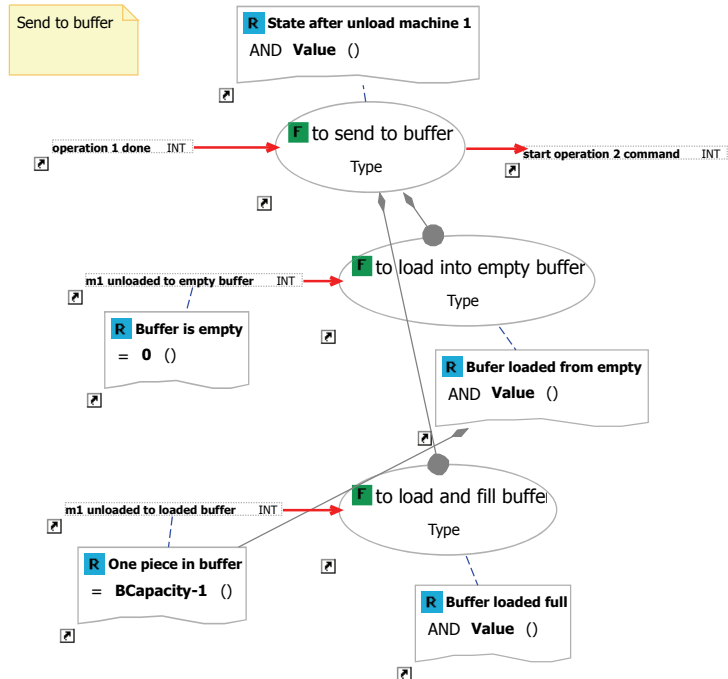 Send to buffer
R State after unload machine 1
AND Value ()
F to send to buffer
Type
operation 1 done INT
start operation 2 command INT
F to load into empty buffer
Type
m1 unloaded to empty buffer INT
R Buffer is empty
= 0 ()
R Bufer loaded from empty
AND Value ()
F to load and fill buffer
Type
m1 unloaded to loaded buffer INT
R One piece in buffer
= BCapacity-1 ()
R Buffer loaded full
AND Value ()